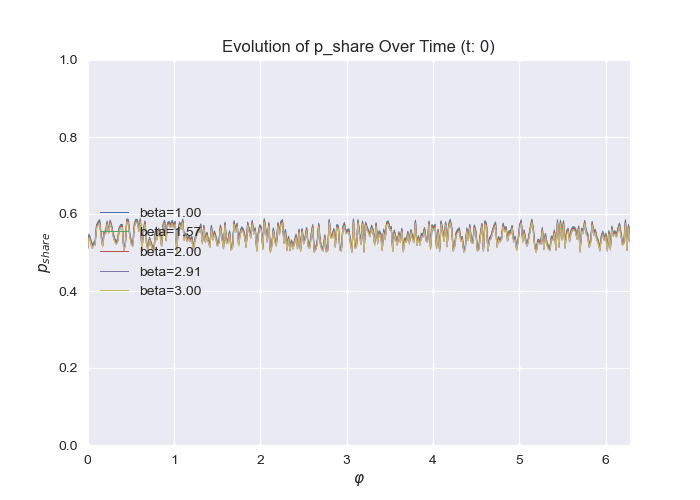 Evolution of p_share Over Time (t: 0)
1.0
0.8
0.6
0.4
0.2
0.0
p_share
beta=1.00
beta=1.57
beta=2.00
beta=2.91
beta=3.00
0 1 2 3 4 5 6
φ